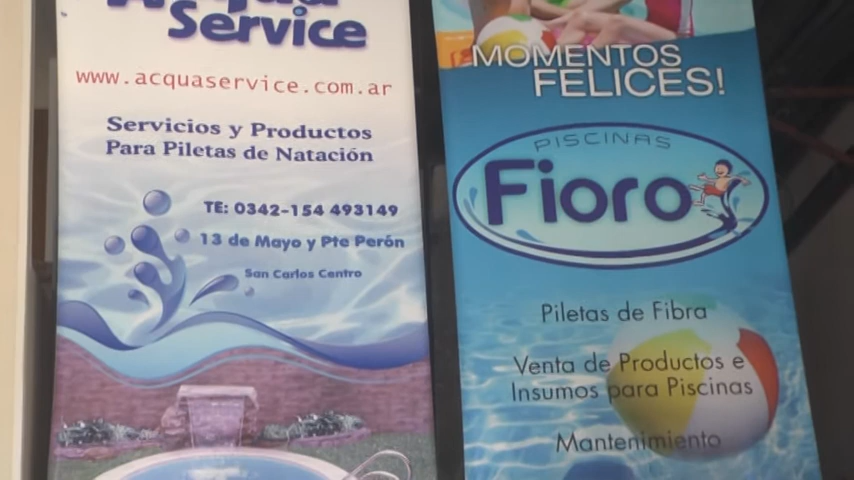 Acqua
Service
www.acquaservice.com.ar
Servicios y Productos
Para Piletas de Natación
TE: 0342-154 493149
13 de Mayo y Pte Perón
San Carlos Centro
MOMENTOS
FELICES!
PISCINAS
Fioro
Piletas de Fibra
Venta de Productos e
Insumos para Piscinas
Mantenimiento